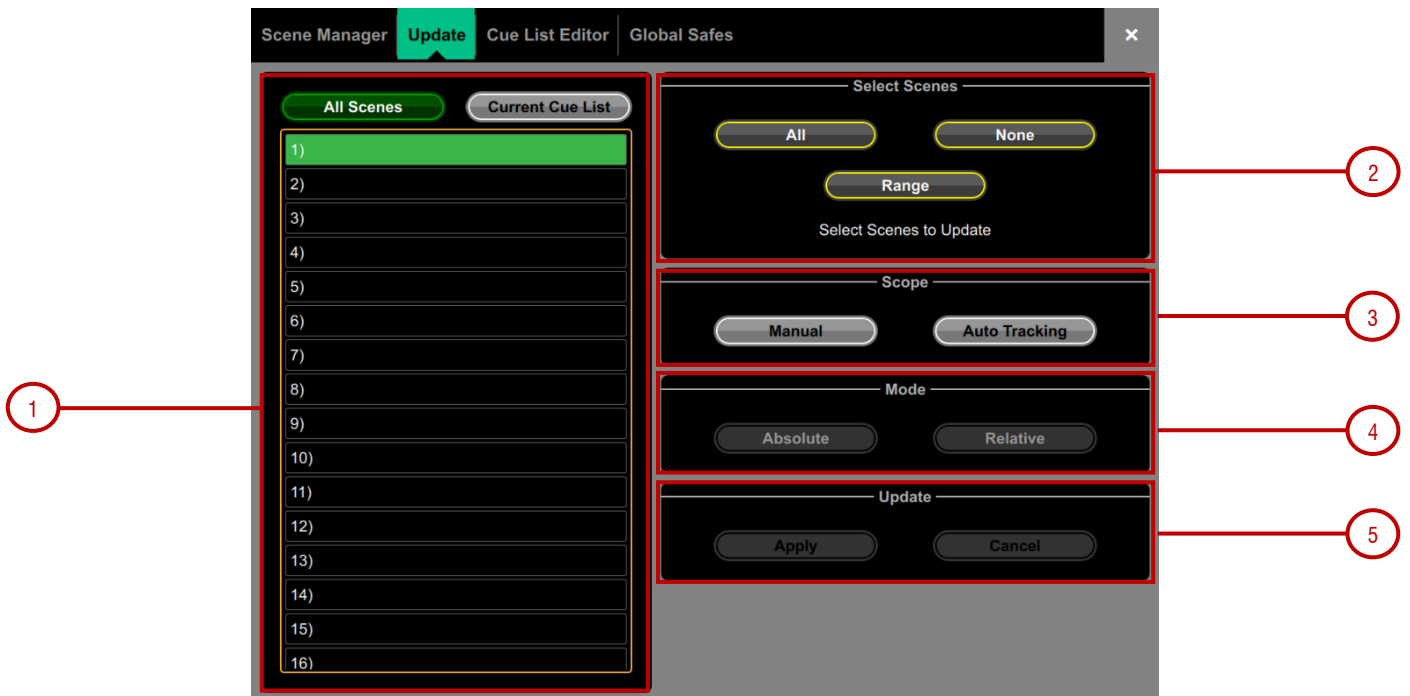 Scene Manager Update Cue List Editor Global Safes ×
All Scenes Current Cue List
1)
2)
3)
4)
5)
6)
7)
8)
9)
10)
11)
12)
13)
14)
15)
16)
Select Scenes
All None
Range
Select Scenes to Update
Scope
Manual Auto Tracking
Mode
Absolute Relative
Update
Apply Cancel
1
2
3
4
5